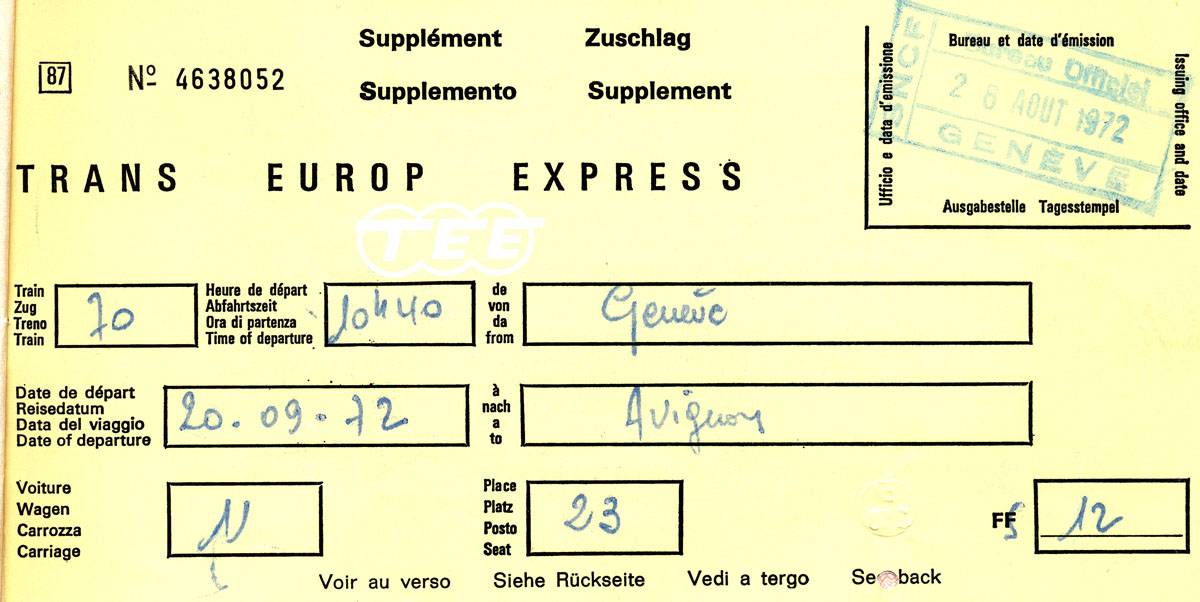 Supplément Zuschlag
87 Nº 4638052
Supplemento Supplement
TRANS EUROP EXPRESS
TEE
Bureau et date d'émission
Ufficio e data d'emissione
Issuing office and date
Ausgabestelle Tagesstempel
SNCF
Bureau Officiel
26 AOUT 1972
GENÈVE
Train
Zug
Treno
Train
70
Heure de départ
Abfahrtszeit
Ora di partenza
Time of departure
10h40
de
von
da
from
Genève
Date de départ
Reisedatum
Data del viaggio
Date of departure
20.09.72
à
nach
a
to
Avignon
Voiture
Wagen
Carrozza
Carriage
Place
Platz
Posto
Seat
23
FF
12
Voir au verso Siehe Rückseite Vedi a tergo See back